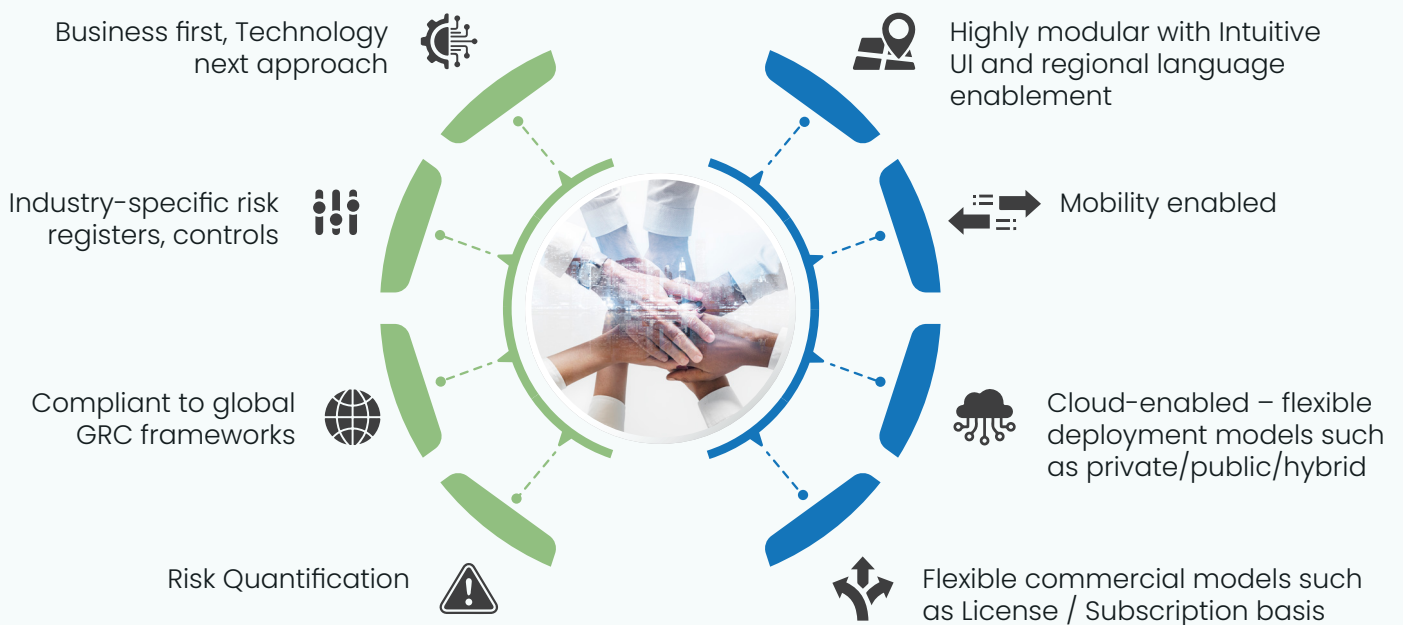 Business first, Technology
next approach
Industry-specific risk
registers, controls
Compliant to global
GRC frameworks
Risk Quantification
Highly modular with Intuitive
UI and regional language
enablement
Mobility enabled
Cloud-enabled – flexible
deployment models such
as private/public/hybrid
Flexible commercial models such
as License / Subscription basis